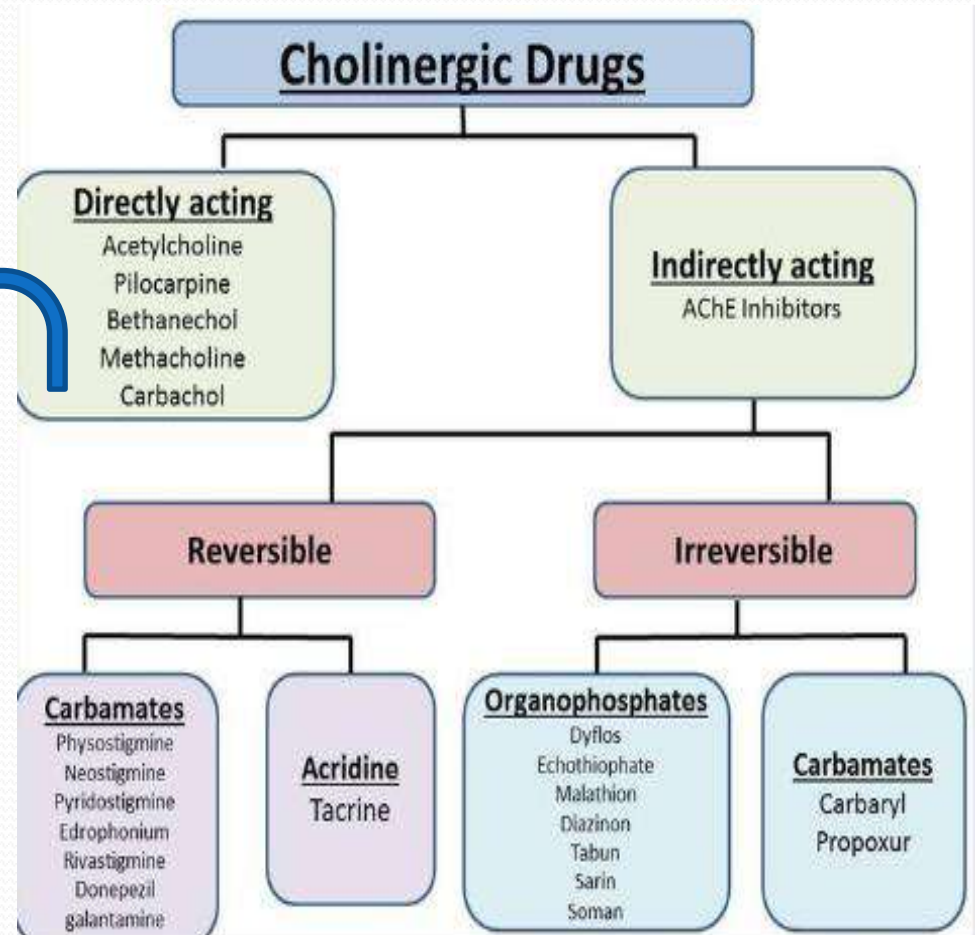 Cholinergic Drugs
Directly acting
Acetylcholine
Pilocarpine
Bethanechol
Methacholine
Carbachol
Indirectly acting
AChE Inhibitors
Reversible
Irreversible
Carbamates
Physostigmine
Neostigmine
Pyridostigmine
Edrophonium
Rivastigmine
Donepezil
galantamine
Acridine
Tacrine
Organophosphates
Dyflos
Echothiophate
Malathion
Diazinon
Tabun
Sarin
Soman
Carbamates
Carbaryl
Propoxur